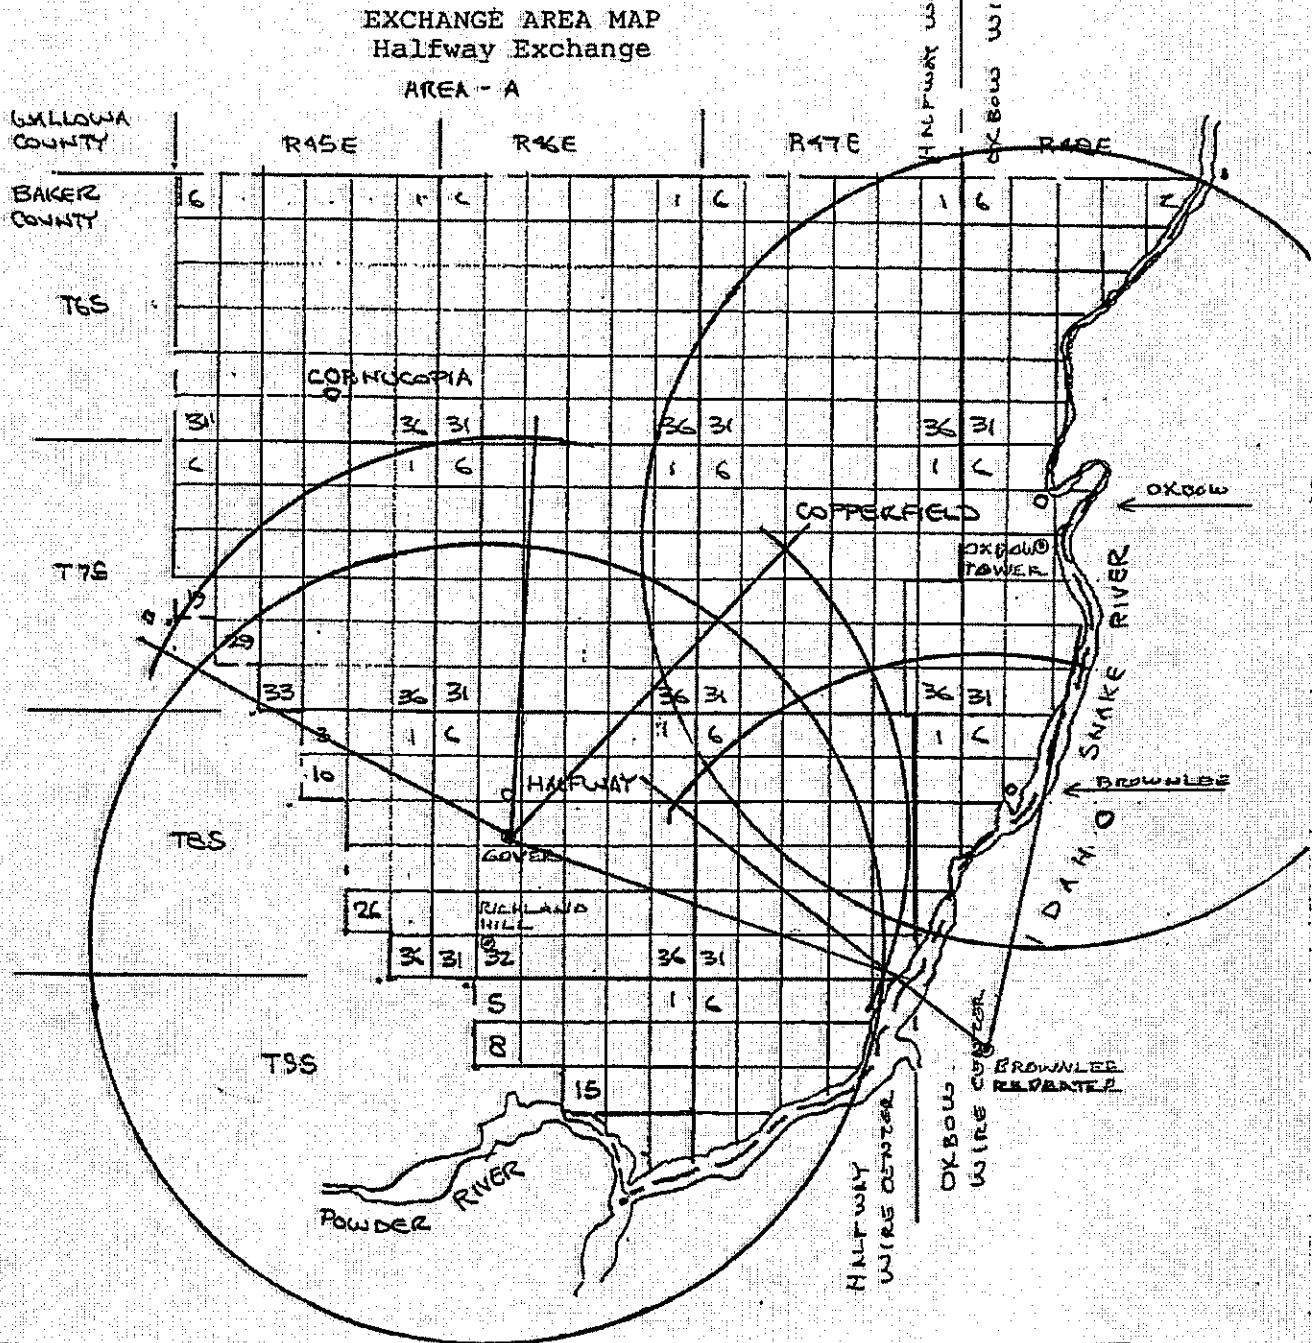 EXCHANGE AREA MAP
Halfway Exchange
AREA - A
HALFWAY W
OXBOW WI
WALLOWA
COUNTY
R45E
R46E
R47E
R48E
BAKER
COUNTY
6 1 6 1 6 1 6
T6S
CORNUCOPIA
31 36 31 36 31 36 31
6 1 6 1 6 1 6
OXBOW
COPPERFIELD
OXBOW
TOWER
T7S
29
33 36 31 36 31 36 31
3 1 6 1 6 1 6
10
HALFWAY
BROWNLEE
SNAKE RIVER
IDAHO
T8S
COVER
26
RICHLAND
HILL
36 31 32 36 31
5 1 6
8
T9S
15
BROWNLEE
REPEATER
POWDER RIVER
HALFWAY
WIRE CENTER
OXBOW
WIRE CENTER